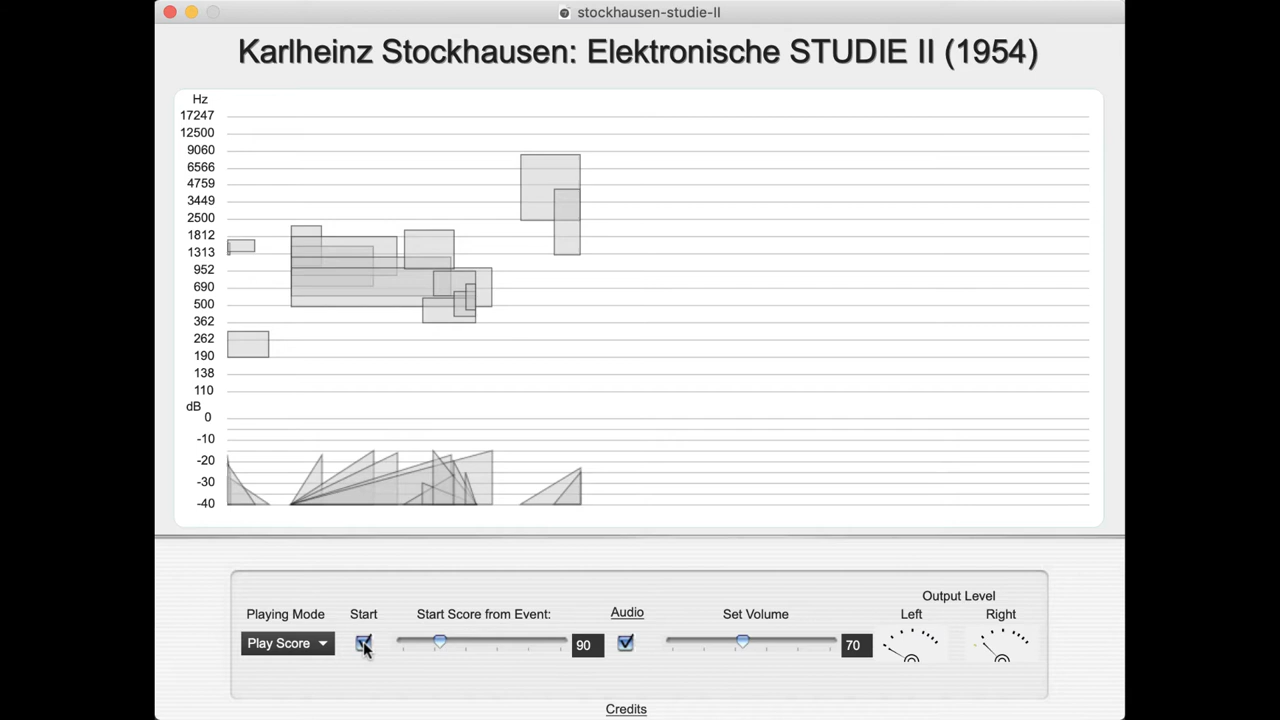 stockhausen-studie-II
Karlheinz Stockhausen: Elektronische STUDIE II (1954)
Hz
17247
12500
9060
6566
4759
3449
2500
1812
1313
952
690
500
362
262
190
138
110
dB
0
-10
-20
-30
-40
Output Level
Playing Mode Start Start Score from Event: Audio Set Volume Left Right
Play Score 90 70
Credits